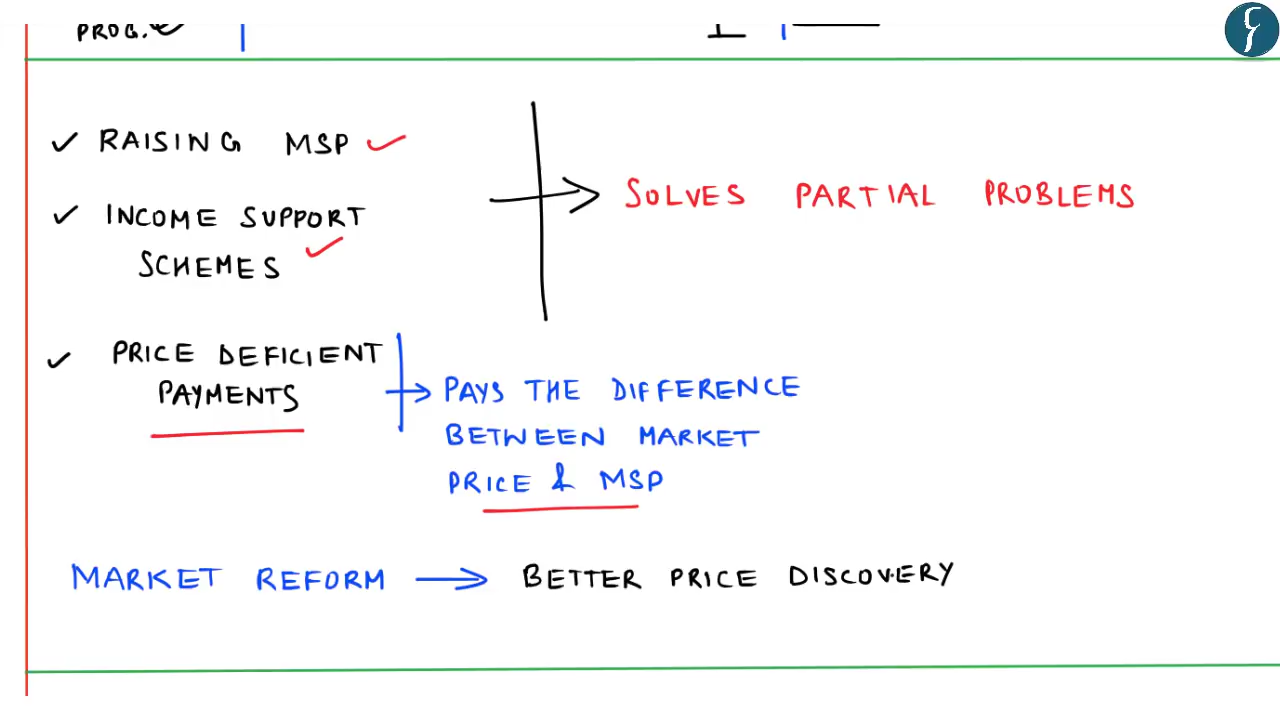 PROG.
RAISING MSP
SOLVES PARTIAL PROBLEMS
INCOME SUPPORT
SCHEMES
PRICE DEFICIENT
PAYMENTS
PAYS THE DIFFERENCE
BETWEEN MARKET
PRICE & MSP
MARKET REFORM → BETTER PRICE DISCOVERY